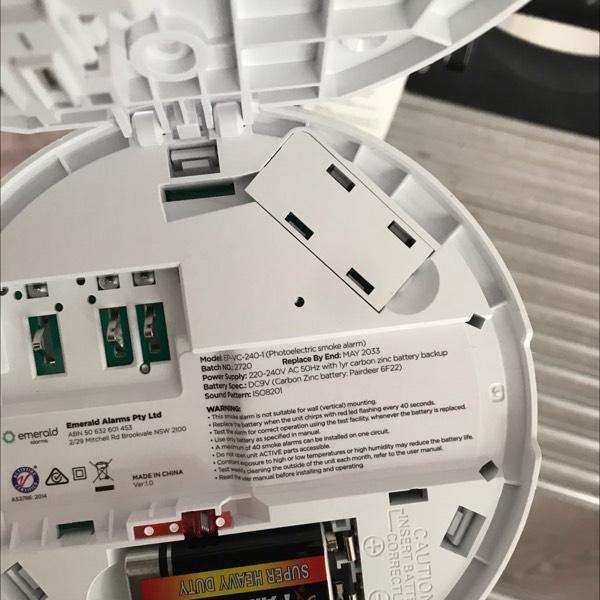 Model: EP-VC-240-1 (Photoelectric smoke alarm)
Batch NO.: 2720 Replace By End: MAY 2033
Power Supply: 220-240V AC 50Hz with 1yr carbon zinc battery backup
Battery Spec.: DC9V (Carbon Zinc battery: Pairdeer 6F22)
Sound Pattern: ISO8201
WARNING:
• This smoke alarm is not suitable for wall (vertical) mounting.
• Replace the battery when the unit chirps with red led flashing every 40 seconds.
• Test the alarm for correct operation using the test facility, whenever the battery is replaced.
• Use only battery as specified in manual.
• A maximum of 40 smoke alarms can be installed on one circuit.
• Do not open unit ACTIVE parts accessible.
• Constant exposure to high or low temperatures or high humidity may reduce the battery life.
• Test weekly, cleaning the outside of the unit each month, refer to the user manual.
• Read the user manual before installing and operating.
emerald
alarms
Emerald Alarms Pty Ltd
ABN 50 632 601 453
2/29 Mitchell Rd Brookvale NSW 2100
AS3786: 2014
MADE IN CHINA
Ver:1.0
SUPER HEAVY DUTY
CAUTION
INSERT BATT
CORRECT